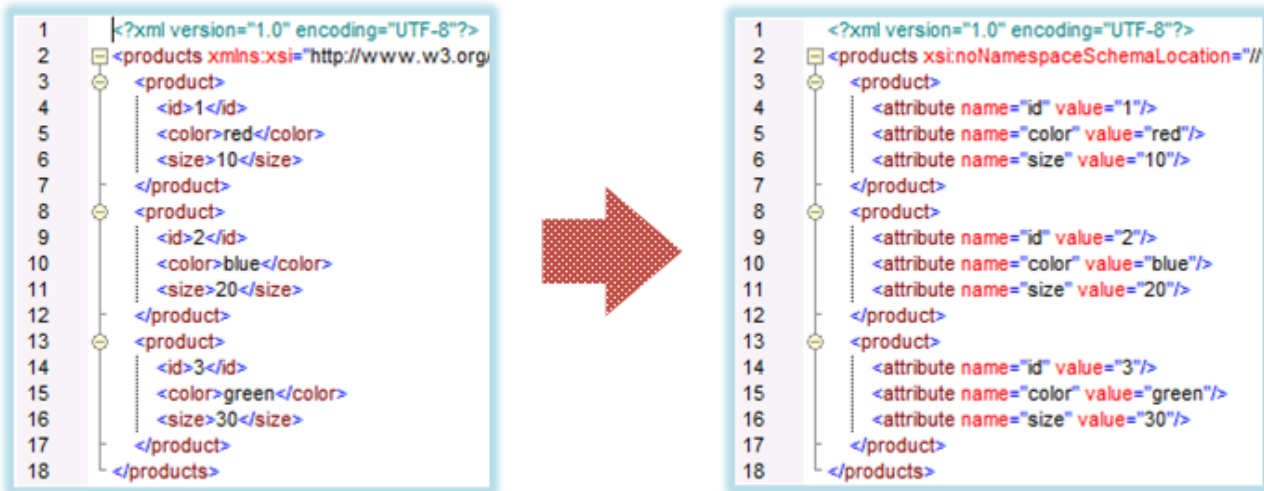 1 <?xml version="1.0" encoding="UTF-8"?>
2 <products xmlns:xsi="http://www.w3.org/
3 <product>
4 <id>1</id>
5 <color>red</color>
6 <size>10</size>
7 </product>
8 <product>
9 <id>2</id>
10 <color>blue</color>
11 <size>20</size>
12 </product>
13 <product>
14 <id>3</id>
15 <color>green</color>
16 <size>30</size>
17 </product>
18 </products>
1 <?xml version="1.0" encoding="UTF-8"?>
2 <products xsi:noNamespaceSchemaLocation="//
3 <product>
4 <attribute name="id" value="1"/>
5 <attribute name="color" value="red"/>
6 <attribute name="size" value="10"/>
7 </product>
8 <product>
9 <attribute name="id" value="2"/>
10 <attribute name="color" value="blue"/>
11 <attribute name="size" value="20"/>
12 </product>
13 <product>
14 <attribute name="id" value="3"/>
15 <attribute name="color" value="green"/>
16 <attribute name="size" value="30"/>
17 </product>
18 </products>